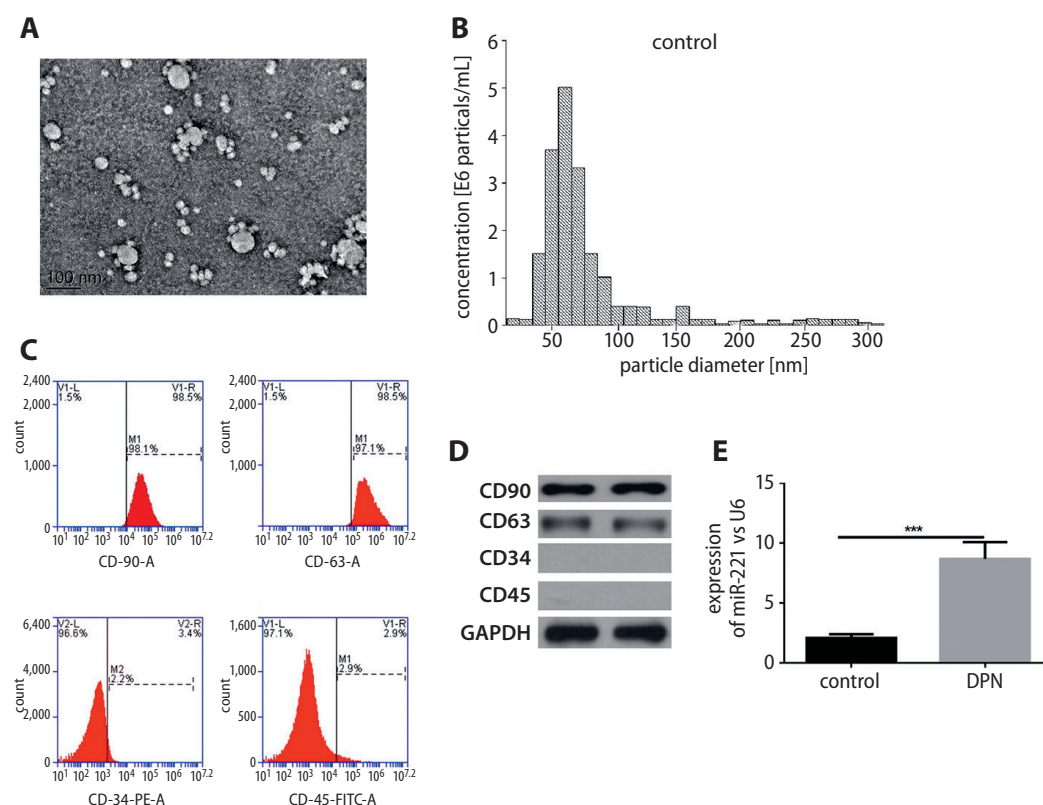 A
100 nm
B
control
concentration [E6 particals/mL]
6
5
4
3
2
1
0
50 100 150 200 250 300
particle diameter [nm]
C
2,400
2,000
1,000
0
count
V1-L
1.5%
V1-R
98.5%
M1
98.1%
10¹ 10² 10³ 10⁴ 10⁵ 10⁶ 10⁷·²
CD-90-A
2,400
2,000
1,000
0
count
V1-L
1.5%
V1-R
98.5%
M1
97.1%
10¹ 10² 10³ 10⁴ 10⁵ 10⁶ 10⁷·²
CD-63-A
6,400
4,000
2,000
0
count
V2-L
96.6%
V2-R
3.4%
M2
2.2%
10¹ 10² 10³ 10⁴ 10⁵ 10⁶ 10⁷·²
CD-34-PE-A
1,600
1,000
500
0
count
V1-L
97.1%
V1-R
2.9%
M1
2.9%
10¹ 10² 10³ 10⁴ 10⁵ 10⁶ 10⁷·²
CD-45-FITC-A
D
CD90
CD63
CD34
CD45
GAPDH
E
expression
of miR-221 vs U6
15
10
5
0
***
control DPN